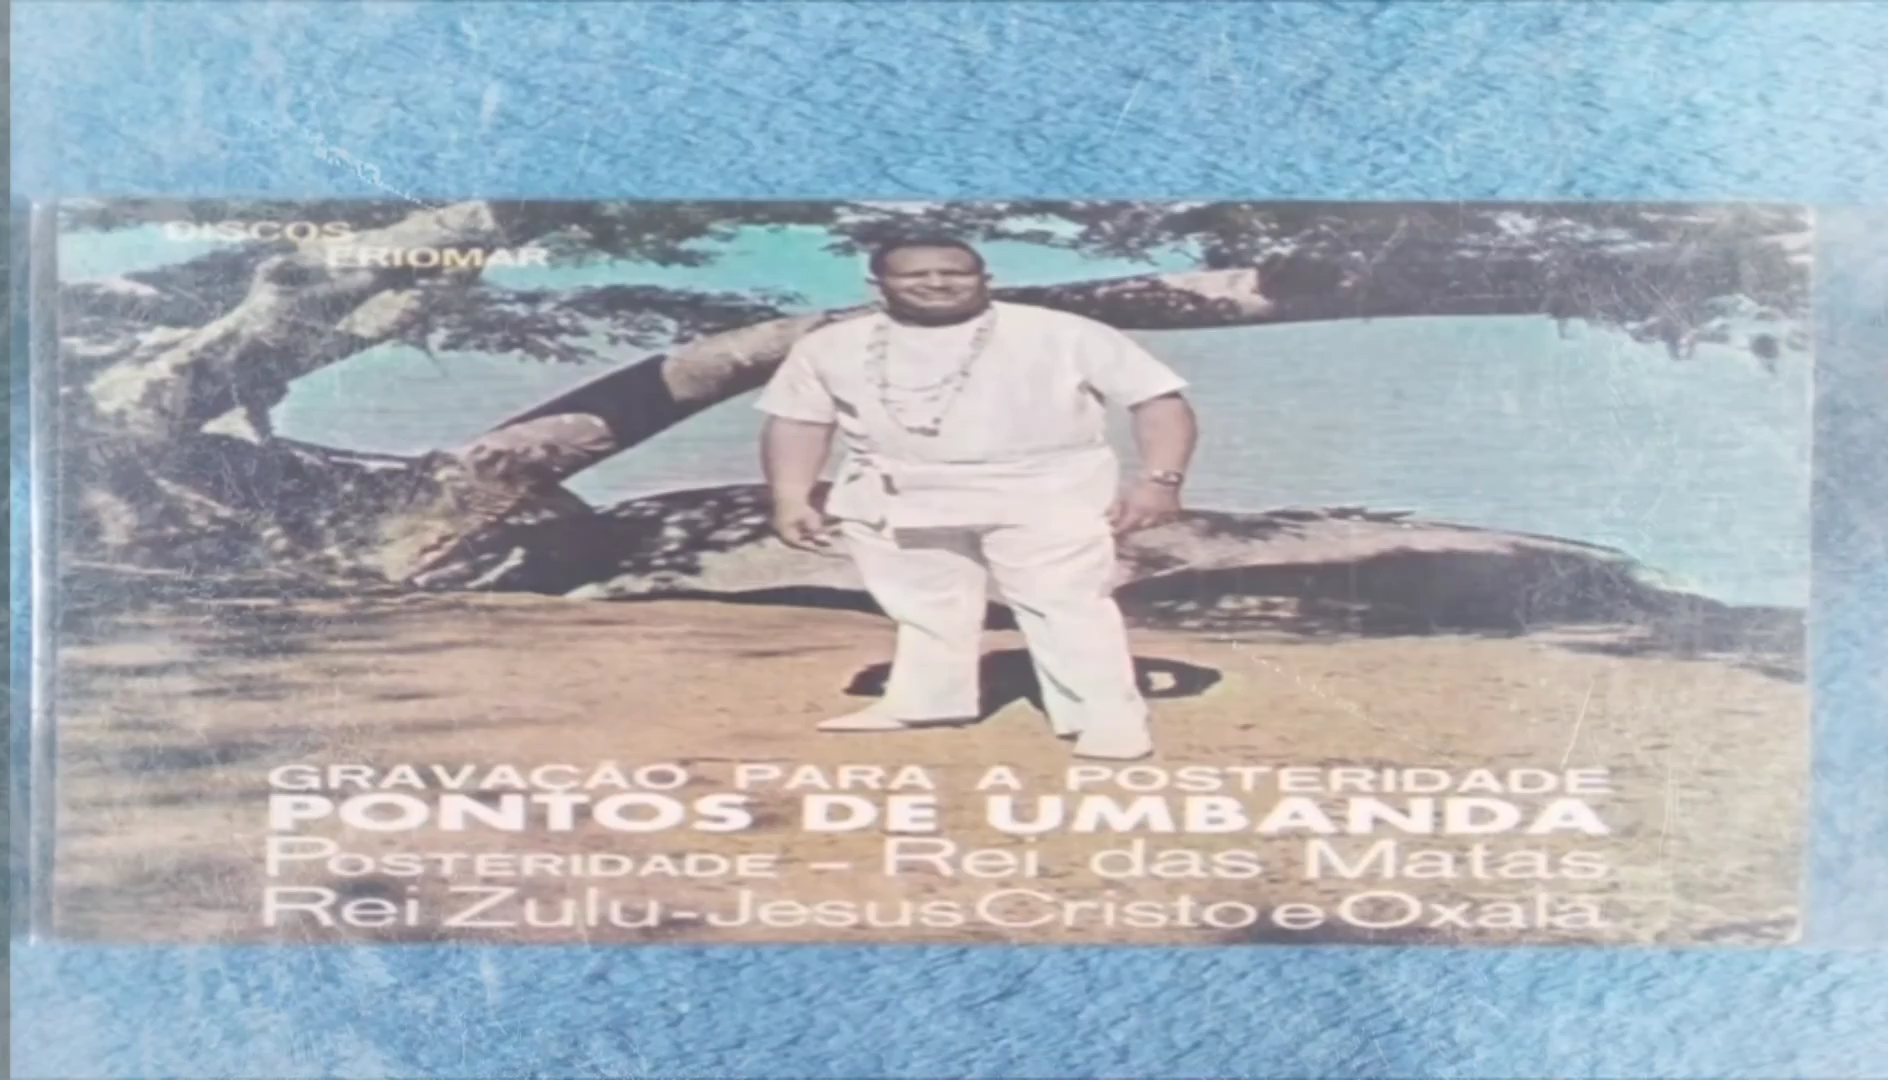 DISCOS
ERIOMAR
GRAVAÇÃO PARA A POSTERIDADE
PONTOS DE UMBANDA
POSTERIDADE - Rei das Matas
Rei Zulu-Jesus Cristo e Oxalá